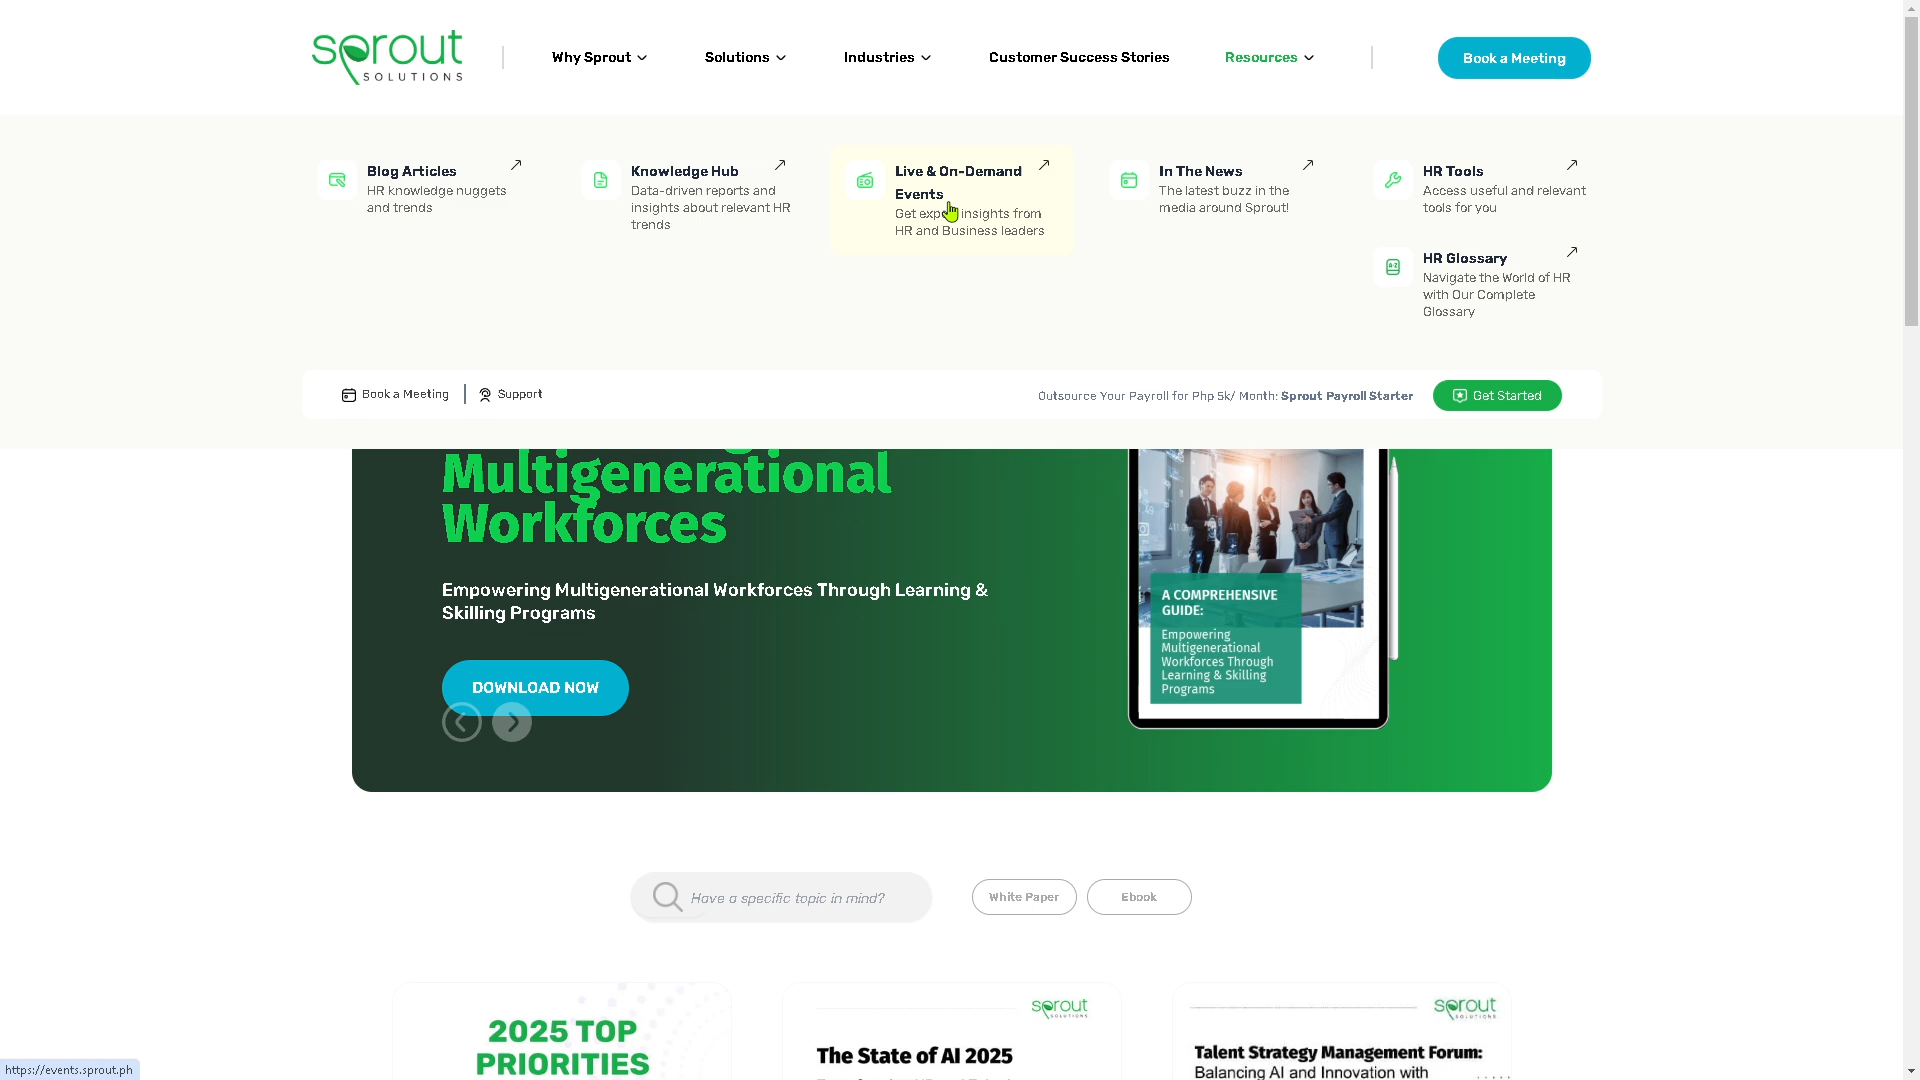 sprout
SOLUTIONS
Why Sprout
Solutions
Industries
Customer Success Stories
Resources
Book a Meeting
Blog Articles
HR knowledge nuggets
and trends
Knowledge Hub
Data-driven reports and
insights about relevant HR
trends
Live & On-Demand
Events
Get expert insights from
HR and Business leaders
In The News
The latest buzz in the
media around Sprout!
HR Tools
Access useful and relevant
tools for you
HR Glossary
Navigate the World of HR
with Our Complete
Glossary
Book a Meeting
Support
Outsource Your Payroll for Php 5k/ Month: Sprout Payroll Starter
Get Started
Multigenerational
Workforces
Empowering Multigenerational Workforces Through Learning &
Skilling Programs
DOWNLOAD NOW
A COMPREHENSIVE
GUIDE:
Empowering
Multigenerational
Workforces Through
Learning & Skilling
Programs
Have a specific topic in mind?
White Paper
Ebook
2025 TOP
PRIORITIES
sprout
SOLUTIONS
The State of AI 2025
sprout
SOLUTIONS
Talent Strategy Management Forum:
Balancing AI and Innovation with
https://events.sprout.ph